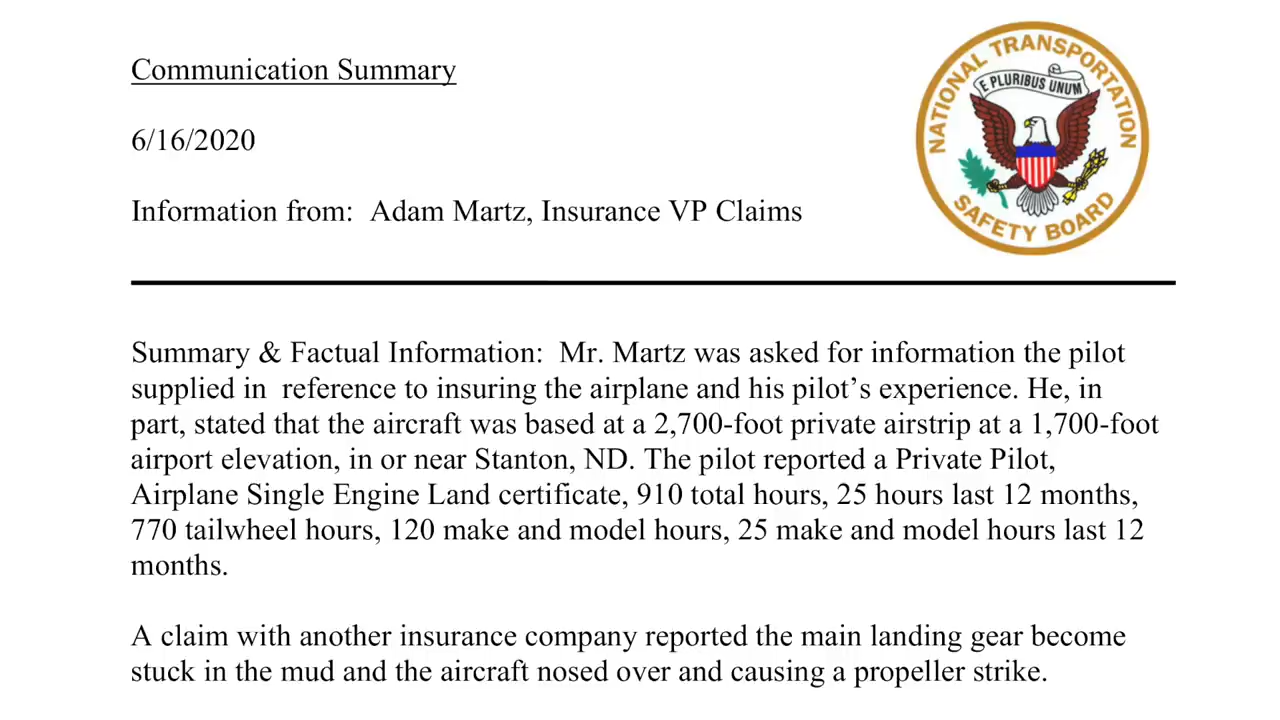 Communication Summary
NATIONAL TRANSPORTATION
E PLURIBUS UNUM
SAFETY BOARD
6/16/2020
Information from:  Adam Martz, Insurance VP Claims
Summary & Factual Information:  Mr. Martz was asked for information the pilot
supplied in  reference to insuring the airplane and his pilot’s experience. He, in
part, stated that the aircraft was based at a 2,700-foot private airstrip at a 1,700-foot
airport elevation, in or near Stanton, ND. The pilot reported a Private Pilot,
Airplane Single Engine Land certificate, 910 total hours, 25 hours last 12 months,
770 tailwheel hours, 120 make and model hours, 25 make and model hours last 12
months.
A claim with another insurance company reported the main landing gear become
stuck in the mud and the aircraft nosed over and causing a propeller strike.